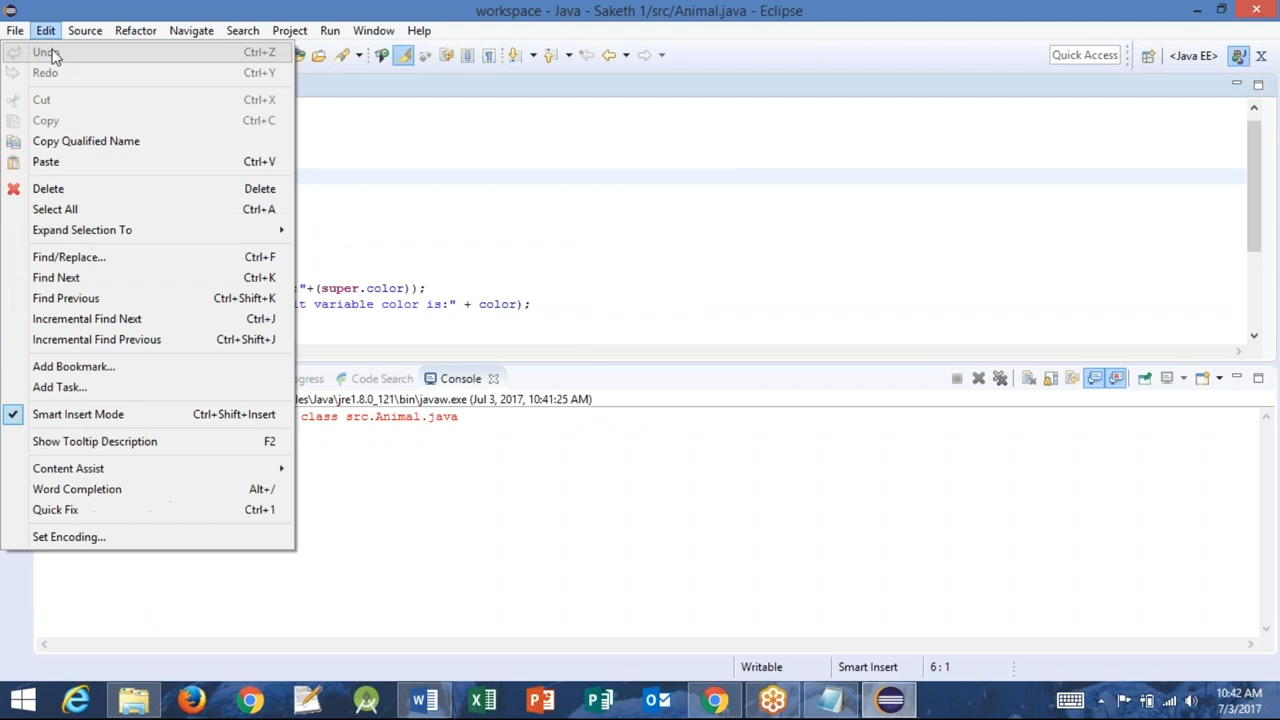 workspace - Java - Saketh 1/src/Animal.java - Eclipse
File Edit Source Refactor Navigate Search Project Run Window Help
Undo Ctrl+Z
Quick Access
<Java EE>
Redo Ctrl+Y
Cut Ctrl+X
Copy Ctrl+C
Copy Qualified Name
Paste Ctrl+V
Delete Delete
Select All Ctrl+A
Expand Selection To
Find/Replace... Ctrl+F
Find Next Ctrl+K
Find Previous Ctrl+Shift+K
Incremental Find Next Ctrl+J
Incremental Find Previous Ctrl+Shift+J
Add Bookmark...
Add Task...
Smart Insert Mode Ctrl+Shift+Insert
Show Tooltip Description F2
Content Assist
Word Completion Alt+/
Quick Fix Ctrl+1
Set Encoding...
:"+(super.color));
it variable color is:" + color);
gress Code Search Console
les\Java\jre1.8.0_121\bin\javaw.exe (Jul 3, 2017, 10:41:25 AM)
class src.Animal.java
Writable Smart Insert 6 : 1
10:42 AM
7/3/2017